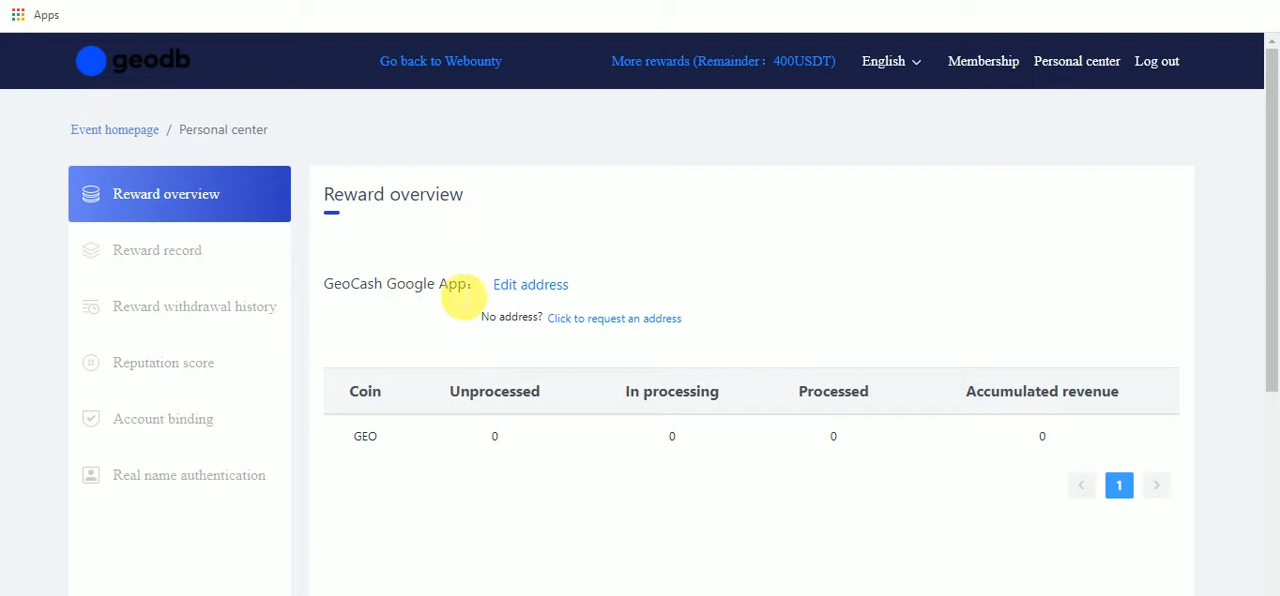 Apps
geodb
Go back to Webounty
More rewards (Remainder：400USDT)
English
Membership
Personal center
Log out
Event homepage / Personal center
Reward overview
Reward record
Reward withdrawal history
Reputation score
Account binding
Real name authentication
Reward overview
GeoCash Google App： Edit address
No address? Click to request an address
Coin Unprocessed In processing Processed Accumulated revenue
GEO 0 0 0 0
< 1 >